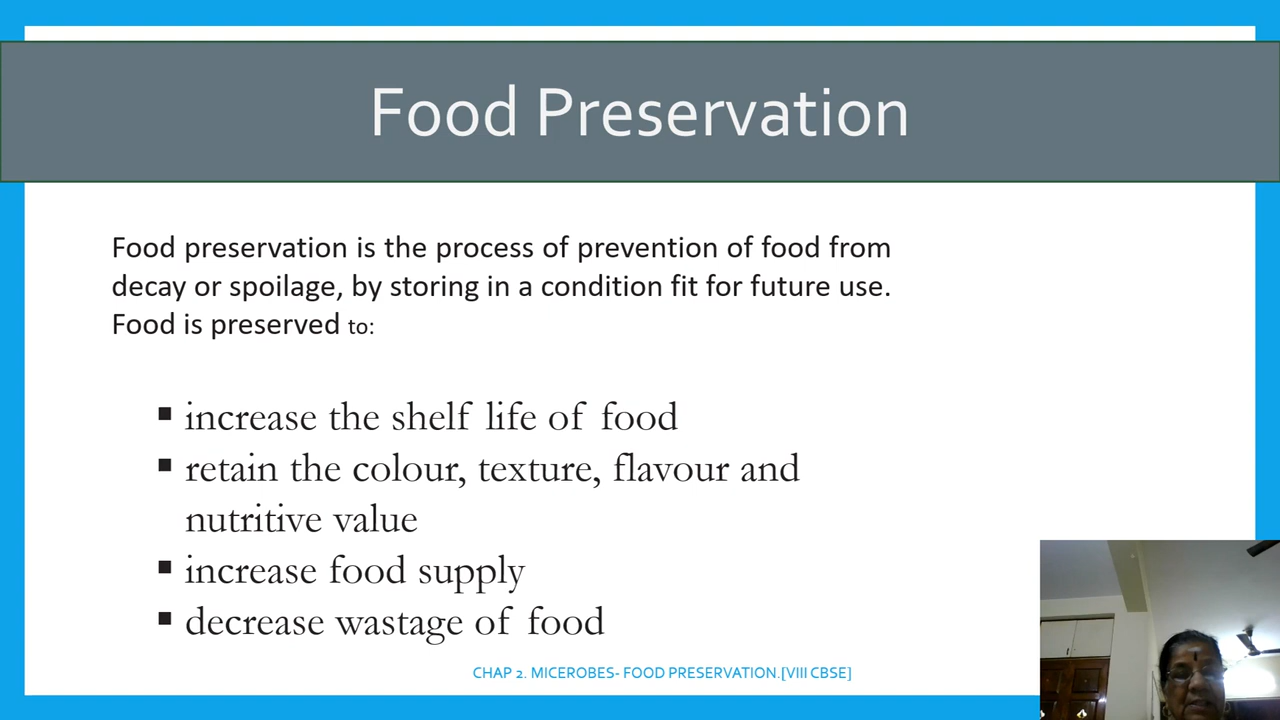 Food Preservation
Food preservation is the process of prevention of food from
decay or spoilage, by storing in a condition fit for future use.
Food is preserved to:
▪ increase the shelf life of food
▪ retain the colour, texture, flavour and
nutritive value
▪ increase food supply
▪ decrease wastage of food
CHAP 2. MICEROBES- FOOD PRESERVATION.[VIII CBSE]